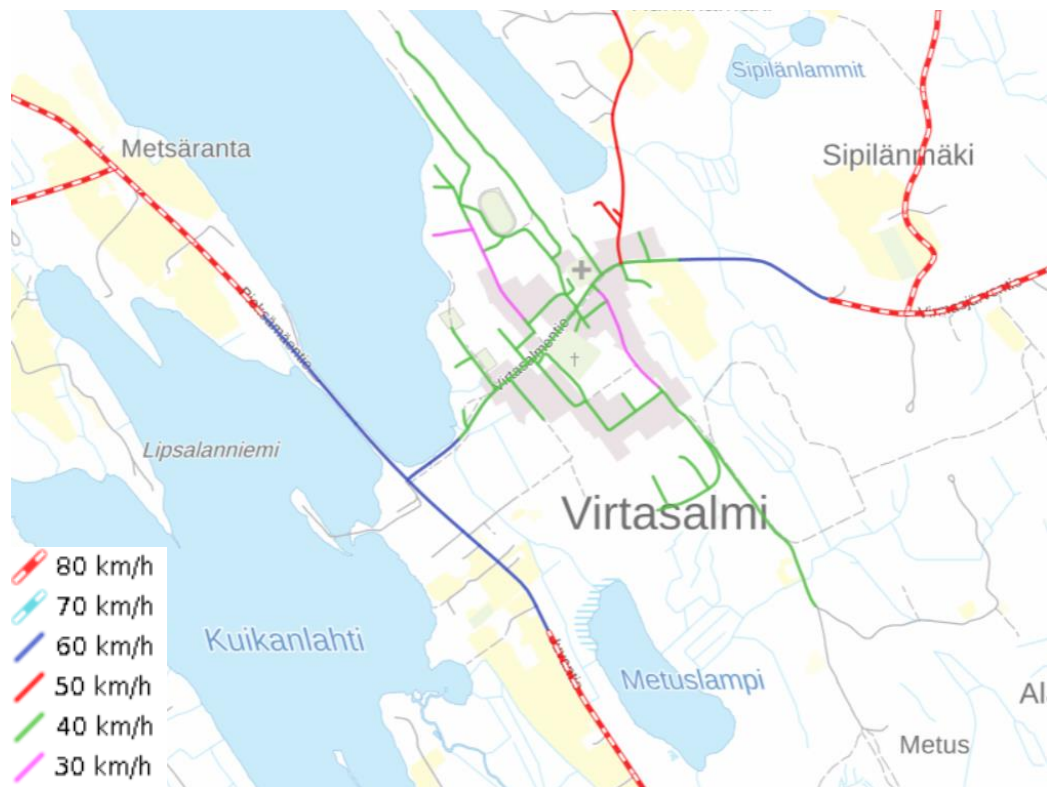 Sipilänlammit
Metsäranta
Sipilänmäki
Virtasalmentie
Lipsalanniemi
Virtasalmi
80 km/h
70 km/h
60 km/h
50 km/h
40 km/h
30 km/h
Kuikanlahti
Metuslampi
Ala
Metus